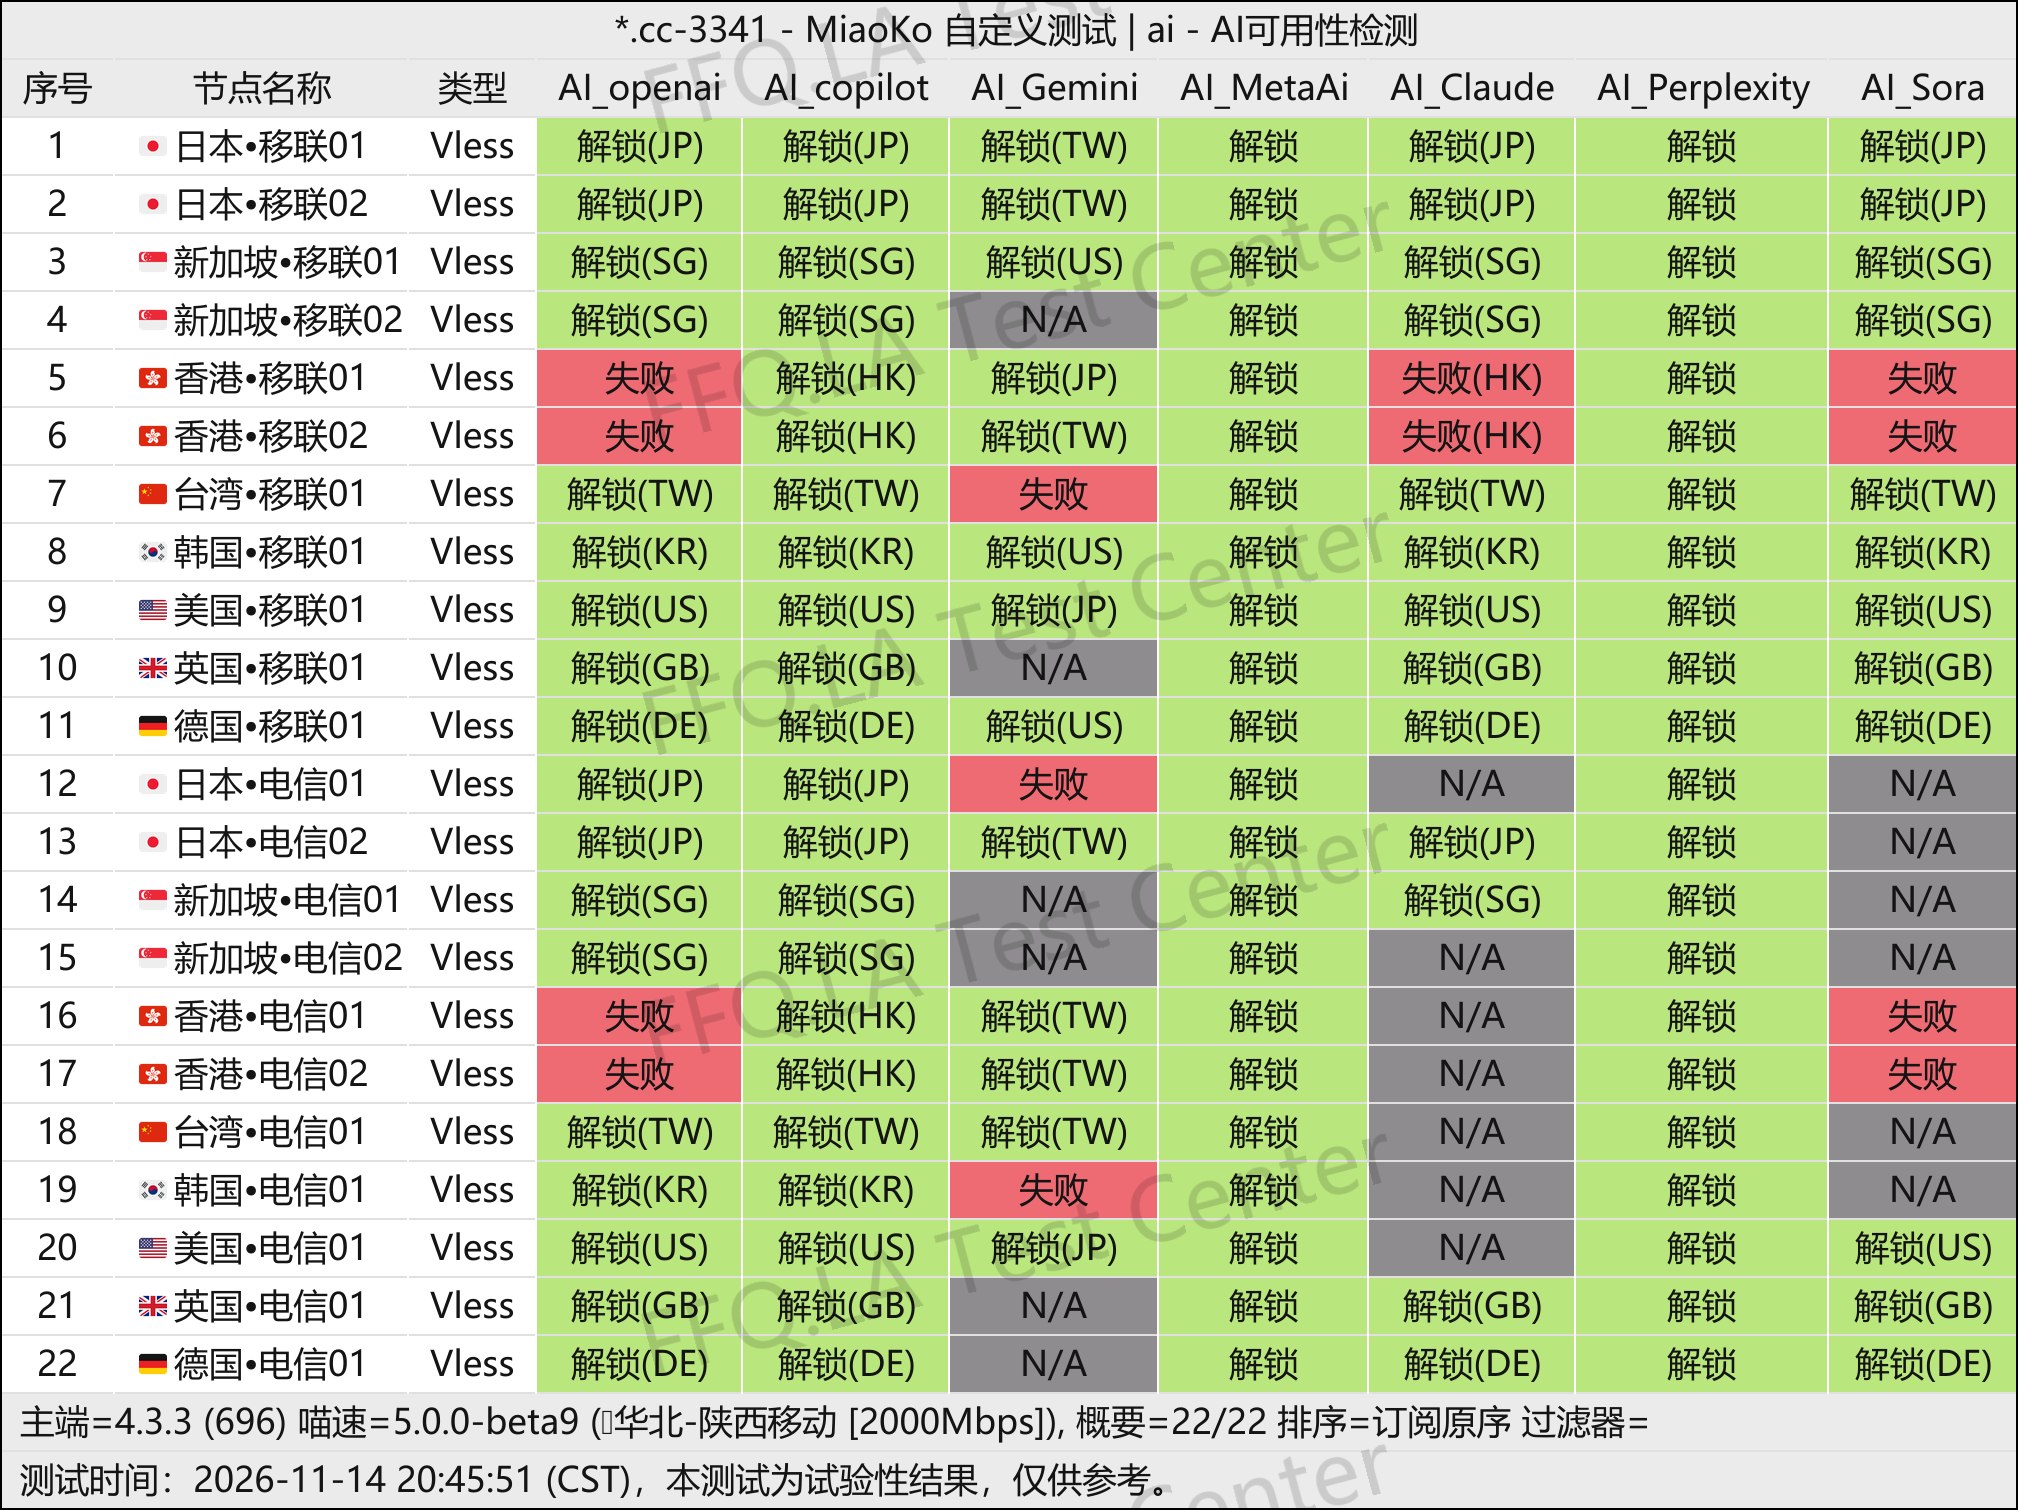 *.cc-3341 - MiaoKo 自定义测试 | ai - AI可用性检测
序号 节点名称 类型 AI_openai AI_copilot AI_Gemini AI_MetaAi AI_Claude AI_Perplexity AI_Sora
1 日本•移联01 Vless 解锁(JP) 解锁(JP) 解锁(TW) 解锁 解锁(JP) 解锁 解锁(JP)
2 日本•移联02 Vless 解锁(JP) 解锁(JP) 解锁(TW) 解锁 解锁(JP) 解锁 解锁(JP)
3 新加坡•移联01 Vless 解锁(SG) 解锁(SG) 解锁(US) 解锁 解锁(SG) 解锁 解锁(SG)
4 新加坡•移联02 Vless 解锁(SG) 解锁(SG) N/A 解锁 解锁(SG) 解锁 解锁(SG)
5 香港•移联01 Vless 失败 解锁(HK) 解锁(JP) 解锁 失败(HK) 解锁 失败
6 香港•移联02 Vless 失败 解锁(HK) 解锁(TW) 解锁 失败(HK) 解锁 失败
7 台湾•移联01 Vless 解锁(TW) 解锁(TW) 失败 解锁 解锁(TW) 解锁 解锁(TW)
8 韩国•移联01 Vless 解锁(KR) 解锁(KR) 解锁(US) 解锁 解锁(KR) 解锁 解锁(KR)
9 美国•移联01 Vless 解锁(US) 解锁(US) 解锁(JP) 解锁 解锁(US) 解锁 解锁(US)
10 英国•移联01 Vless 解锁(GB) 解锁(GB) N/A 解锁 解锁(GB) 解锁 解锁(GB)
11 德国•移联01 Vless 解锁(DE) 解锁(DE) 解锁(US) 解锁 解锁(DE) 解锁 解锁(DE)
12 日本•电信01 Vless 解锁(JP) 解锁(JP) 失败 解锁 N/A 解锁 N/A
13 日本•电信02 Vless 解锁(JP) 解锁(JP) 解锁(TW) 解锁 解锁(JP) 解锁 N/A
14 新加坡•电信01 Vless 解锁(SG) 解锁(SG) N/A 解锁 解锁(SG) 解锁 N/A
15 新加坡•电信02 Vless 解锁(SG) 解锁(SG) N/A 解锁 N/A 解锁 N/A
16 香港•电信01 Vless 失败 解锁(HK) 解锁(TW) 解锁 N/A 解锁 失败
17 香港•电信02 Vless 失败 解锁(HK) 解锁(TW) 解锁 N/A 解锁 失败
18 台湾•电信01 Vless 解锁(TW) 解锁(TW) 解锁(TW) 解锁 N/A 解锁 N/A
19 韩国•电信01 Vless 解锁(KR) 解锁(KR) 失败 解锁 N/A 解锁 N/A
20 美国•电信01 Vless 解锁(US) 解锁(US) 解锁(JP) 解锁 N/A 解锁 解锁(US)
21 英国•电信01 Vless 解锁(GB) 解锁(GB) N/A 解锁 解锁(GB) 解锁 解锁(GB)
22 德国•电信01 Vless 解锁(DE) 解锁(DE) N/A 解锁 解锁(DE) 解锁 解锁(DE)
主端=4.3.3 (696) 喵速=5.0.0-beta9 (华北-陕西移动 [2000Mbps]), 概要=22/22 排序=订阅原序 过滤器=
测试时间：2026-11-14 20:45:51 (CST)，本测试为试验性结果，仅供参考。
FFQ.LA Test Center
FFQ.LA Test Center
FFQ.LA Test Center
FFQ.LA Test Center
FFQ.LA Test Center